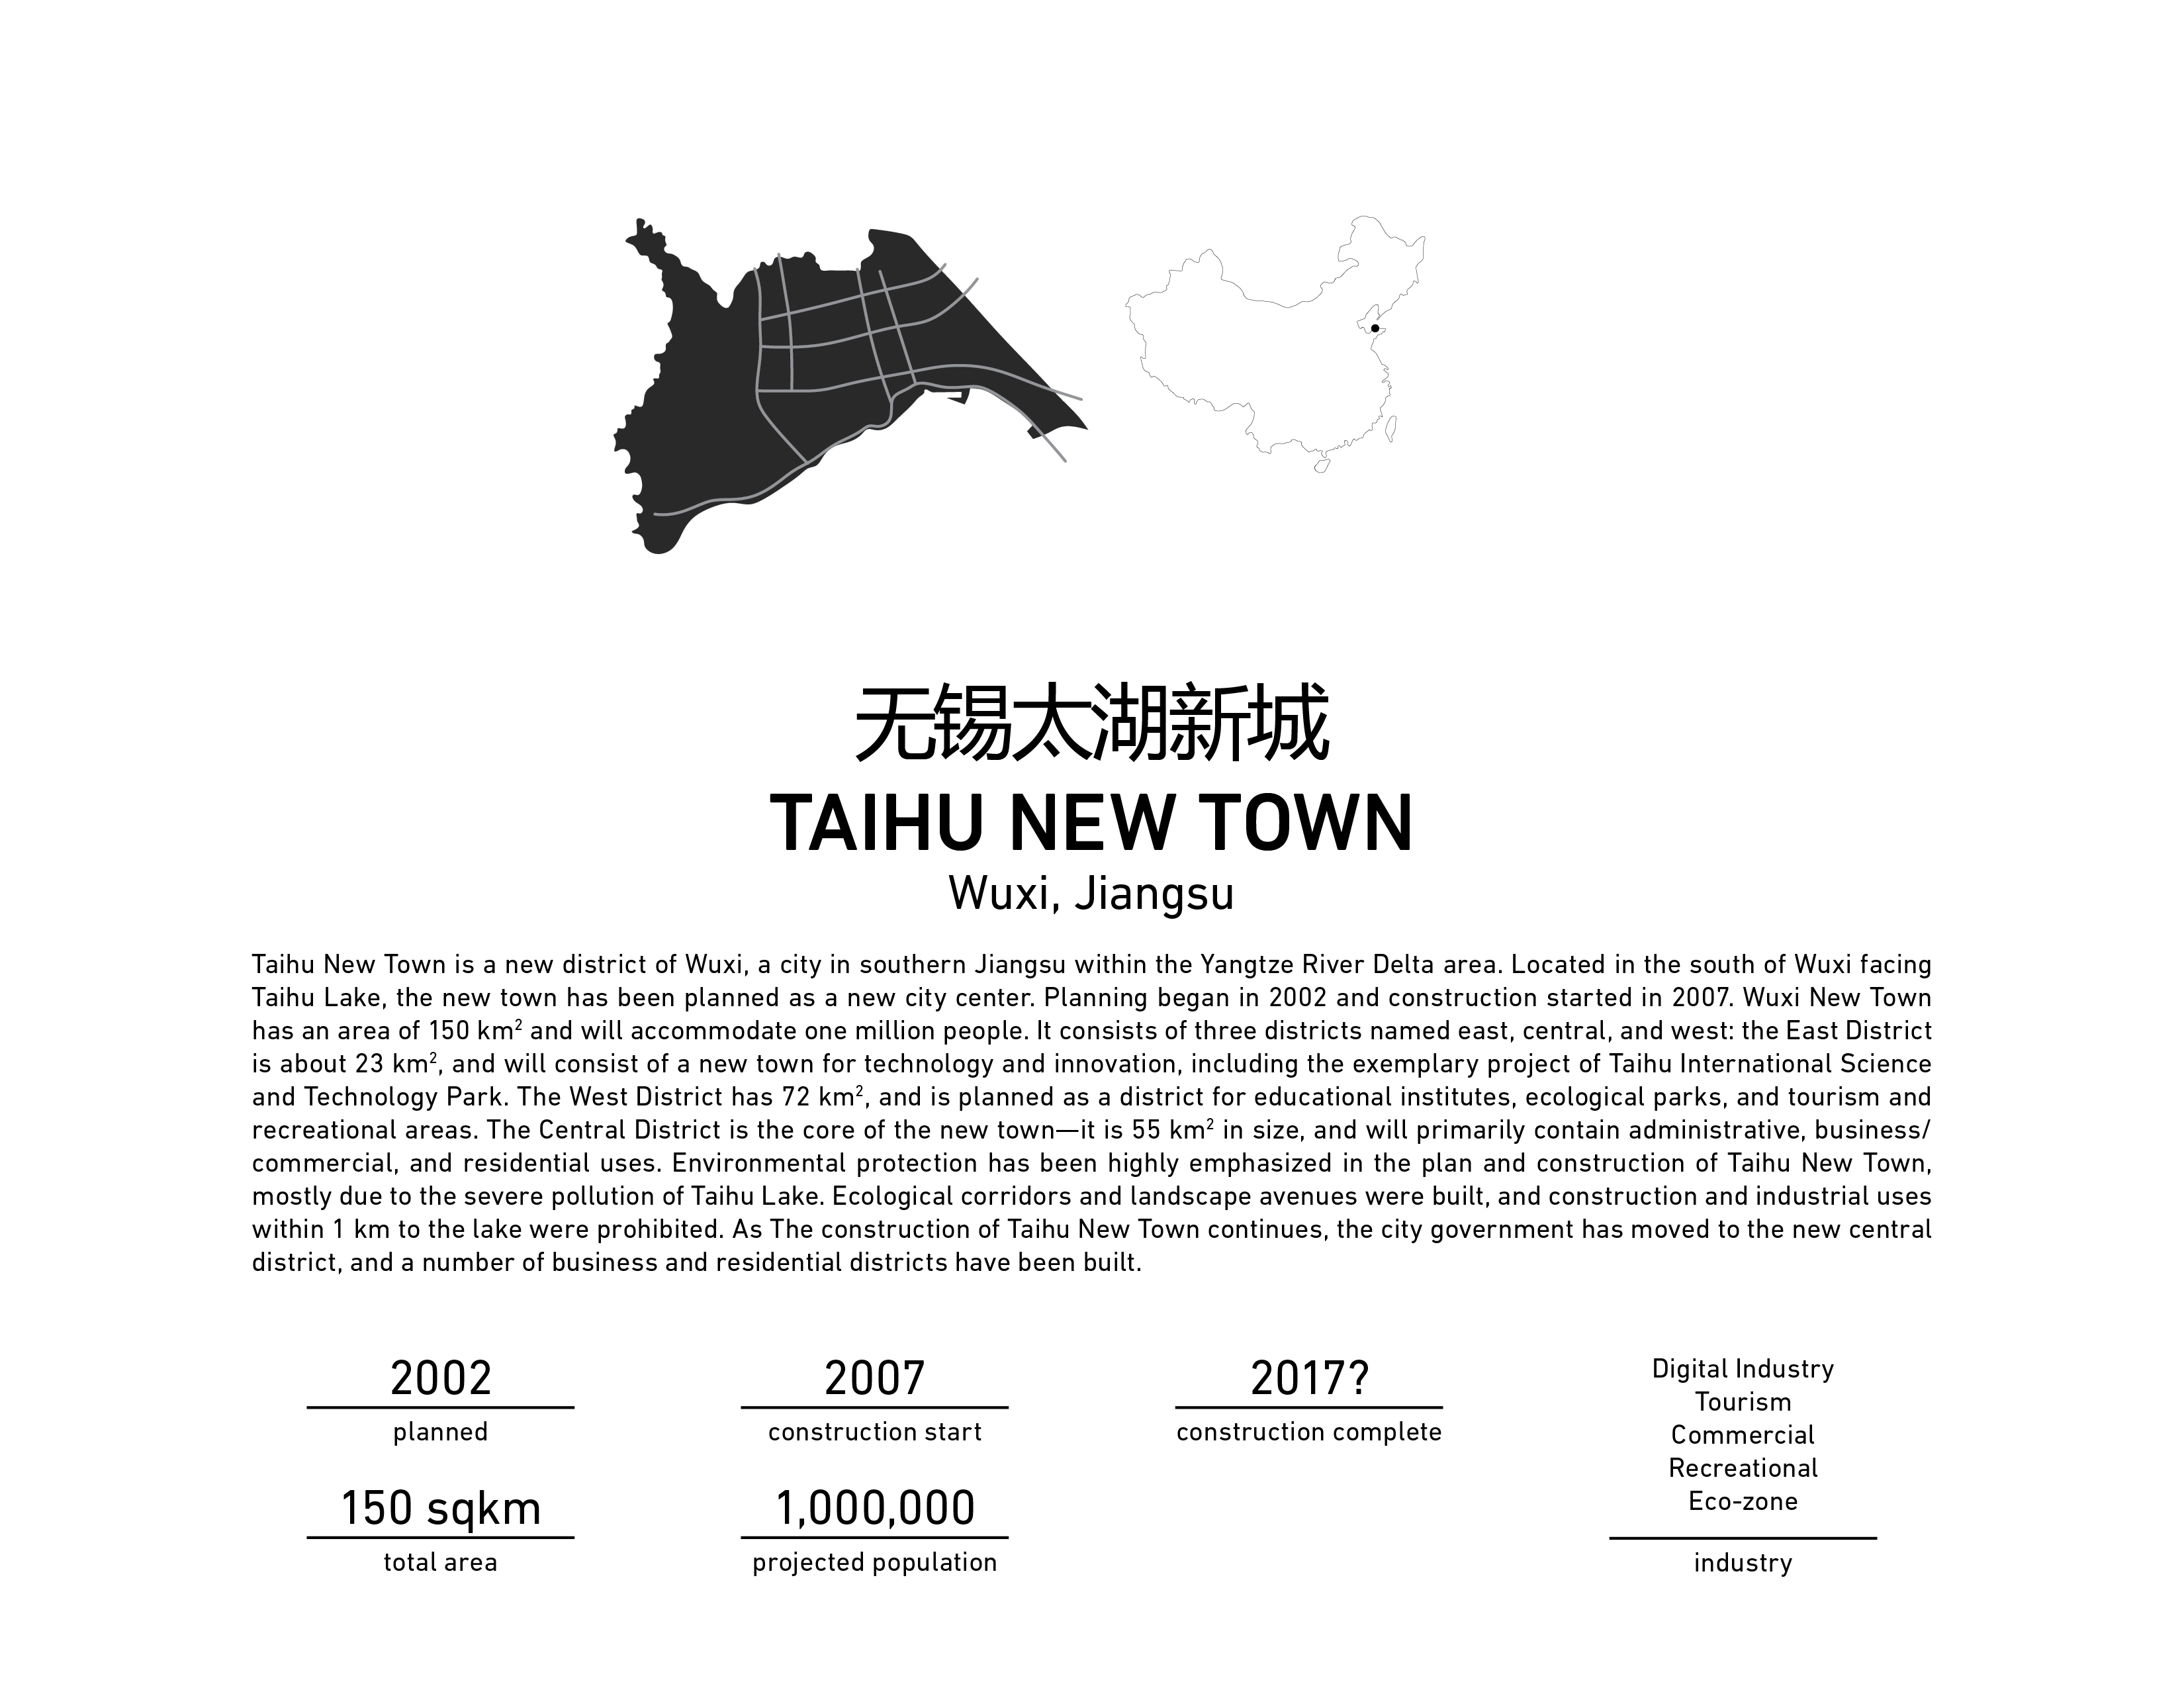 无锡太湖新城
TAIHU NEW TOWN
Wuxi, Jiangsu
Taihu New Town is a new district of Wuxi, a city in southern Jiangsu within the Yangtze River Delta area. Located in the south of Wuxi facing
Taihu Lake, the new town has been planned as a new city center. Planning began in 2002 and construction started in 2007. Wuxi New Town
has an area of 150 km² and will accommodate one million people. It consists of three districts named east, central, and west: the East District
is about 23 km², and will consist of a new town for technology and innovation, including the exemplary project of Taihu International Science
and Technology Park. The West District has 72 km², and is planned as a district for educational institutes, ecological parks, and tourism and
recreational areas. The Central District is the core of the new town—it is 55 km² in size, and will primarily contain administrative, business/
commercial, and residential uses. Environmental protection has been highly emphasized in the plan and construction of Taihu New Town,
mostly due to the severe pollution of Taihu Lake. Ecological corridors and landscape avenues were built, and construction and industrial uses
within 1 km to the lake were prohibited. As The construction of Taihu New Town continues, the city government has moved to the new central
district, and a number of business and residential districts have been built.
2002
planned
2007
construction start
2017?
construction complete
150 sqkm
total area
1,000,000
projected population
Digital Industry
Tourism
Commercial
Recreational
Eco-zone
industry